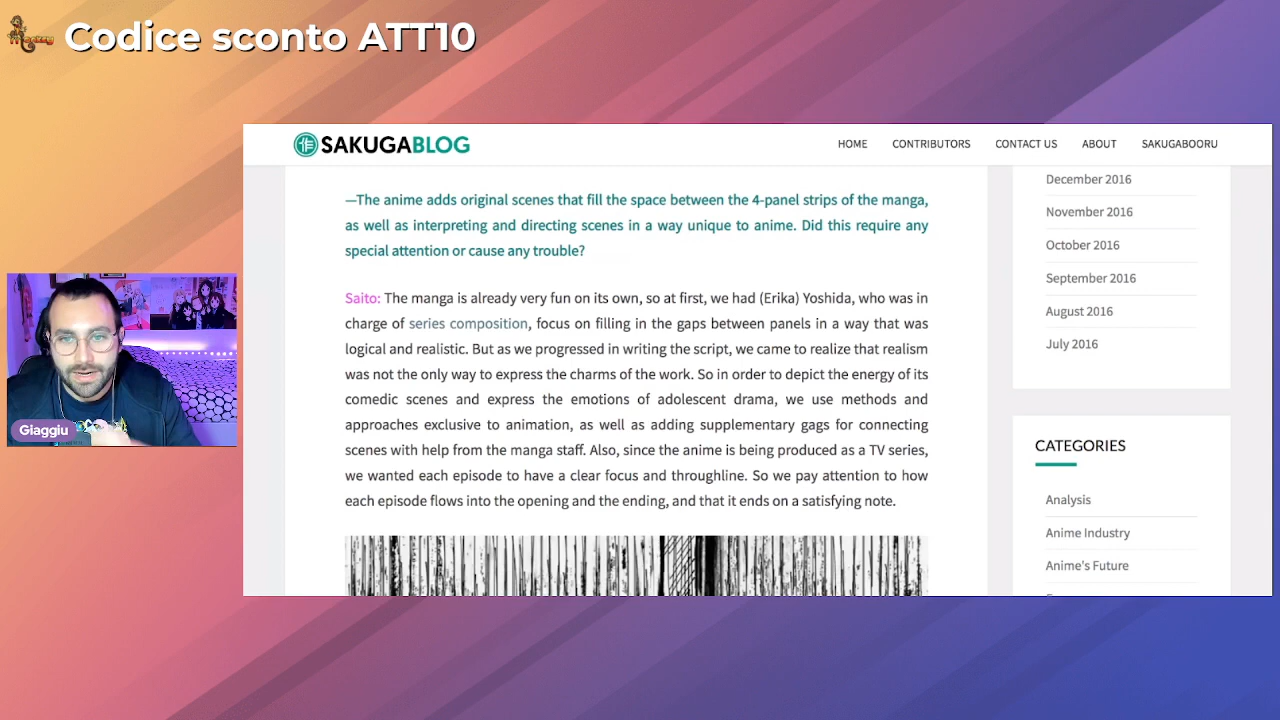 Codice sconto ATT10
SAKUGABLOG
HOME CONTRIBUTORS CONTACT US ABOUT SAKUGABOORU
—The anime adds original scenes that fill the space between the 4-panel strips of the manga,
as well as interpreting and directing scenes in a way unique to anime. Did this require any
special attention or cause any trouble?
Saito: The manga is already very fun on its own, so at first, we had (Erika) Yoshida, who was in
charge of series composition, focus on filling in the gaps between panels in a way that was
logical and realistic. But as we progressed in writing the script, we came to realize that realism
was not the only way to express the charms of the work. So in order to depict the energy of its
comedic scenes and express the emotions of adolescent drama, we use methods and
approaches exclusive to animation, as well as adding supplementary gags for connecting
scenes with help from the manga staff. Also, since the anime is being produced as a TV series,
we wanted each episode to have a clear focus and throughline. So we pay attention to how
each episode flows into the opening and the ending, and that it ends on a satisfying note.
December 2016
November 2016
October 2016
September 2016
August 2016
July 2016
CATEGORIES
Analysis
Anime Industry
Anime's Future
Giaggiu